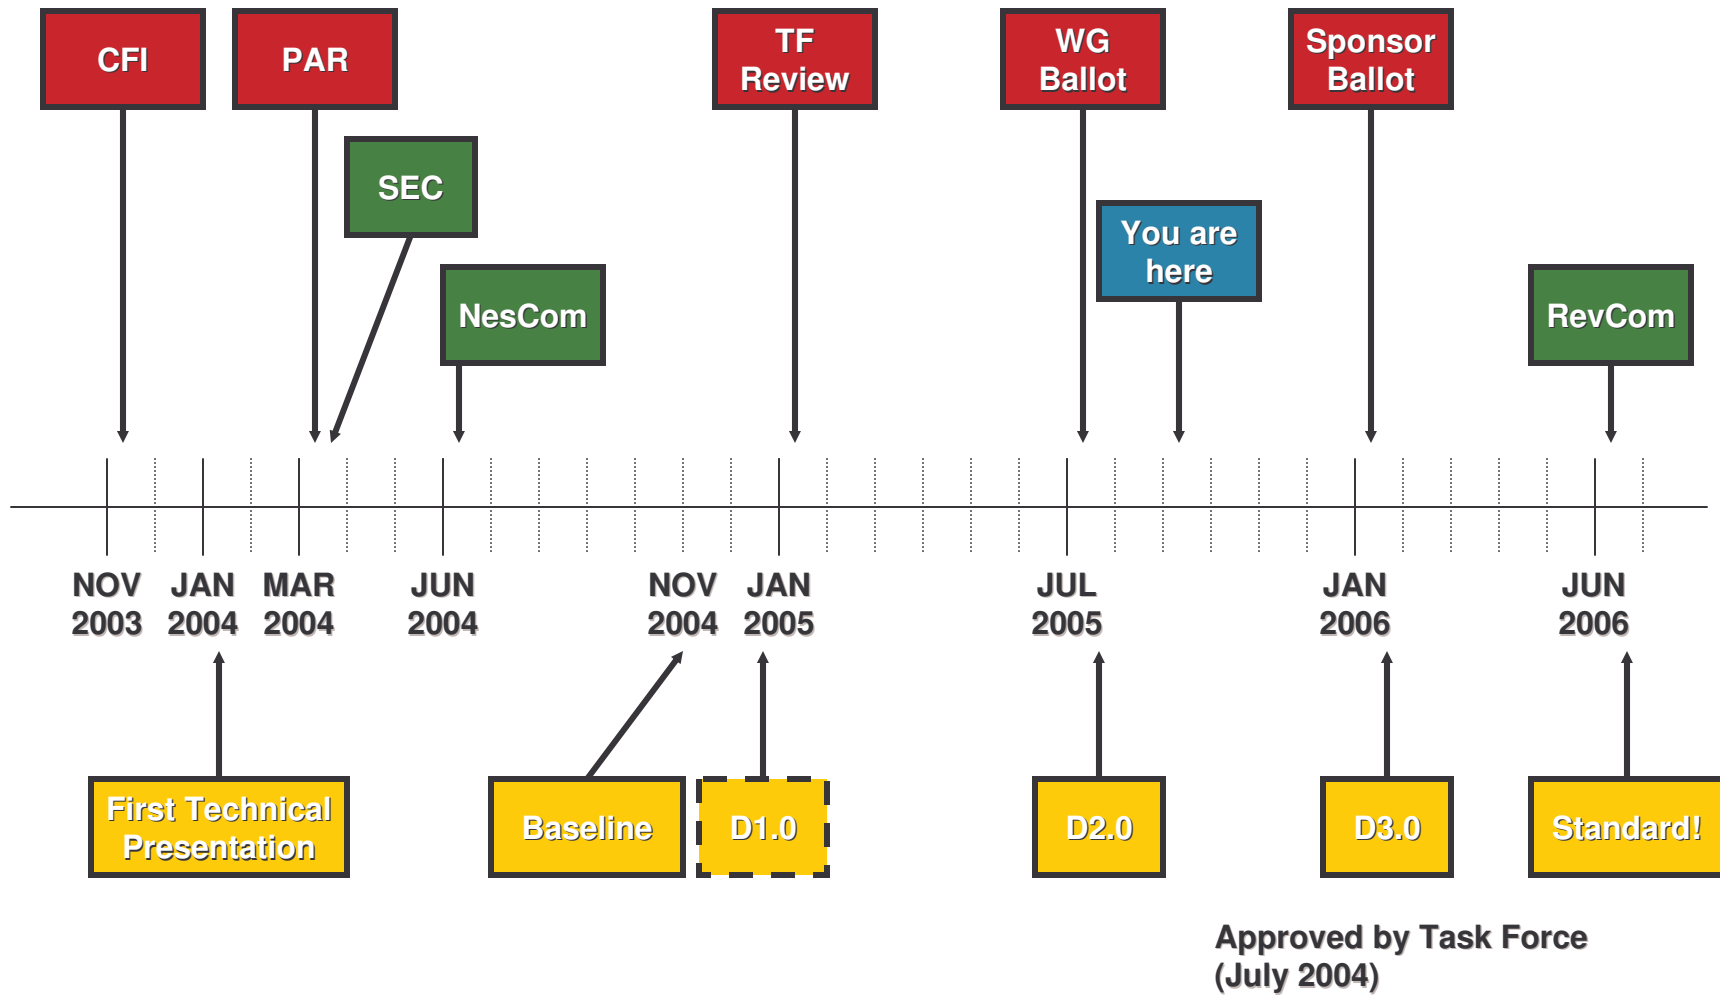 CFI
PAR
TF
Review
WG
Ballot
Sponsor
Ballot
SEC
You are
here
NesCom
RevCom
NOV
2003
JAN
2004
MAR
2004
JUN
2004
NOV
2004
JAN
2005
JUL
2005
JAN
2006
JUN
2006
First Technical
Presentation
Baseline
D1.0
D2.0
D3.0
Standard!
Approved by Task Force
(July 2004)